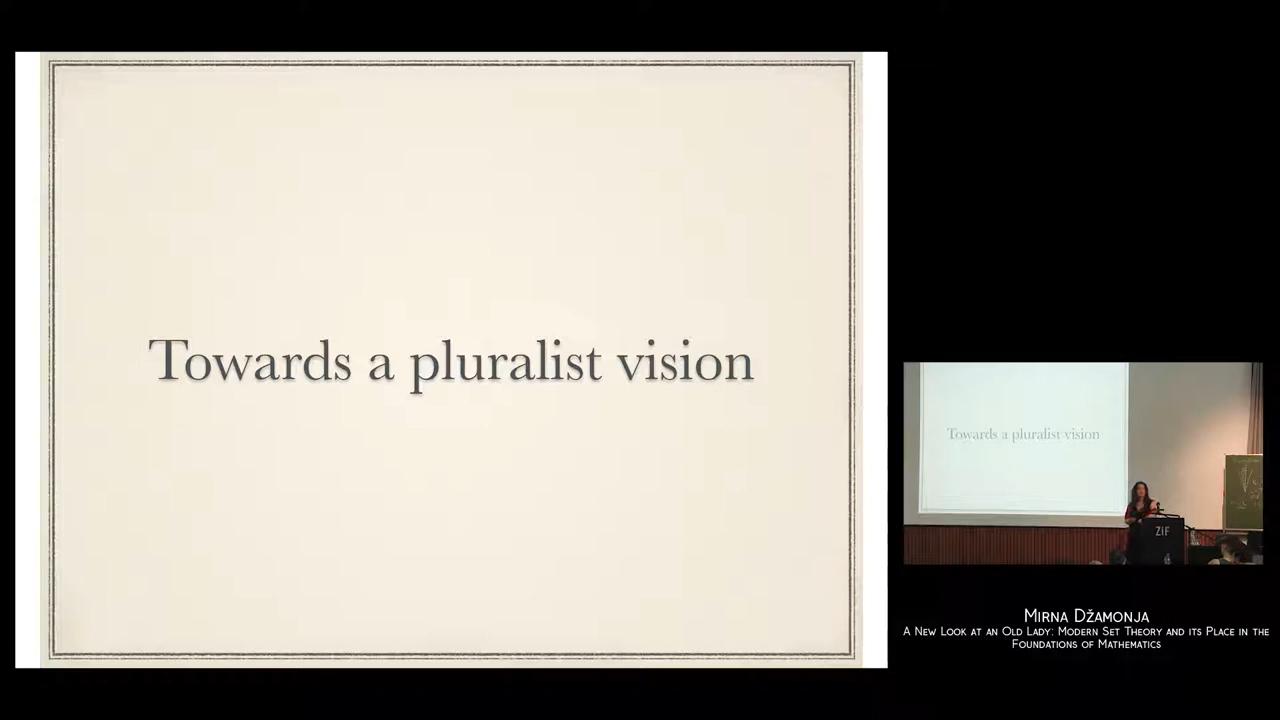 Towards a pluralist vision
Towards a pluralist vision
ZiF
Mirna Džamonja
A New Look at an Old Lady: Modern Set Theory and its Place in the
Foundations of Mathematics